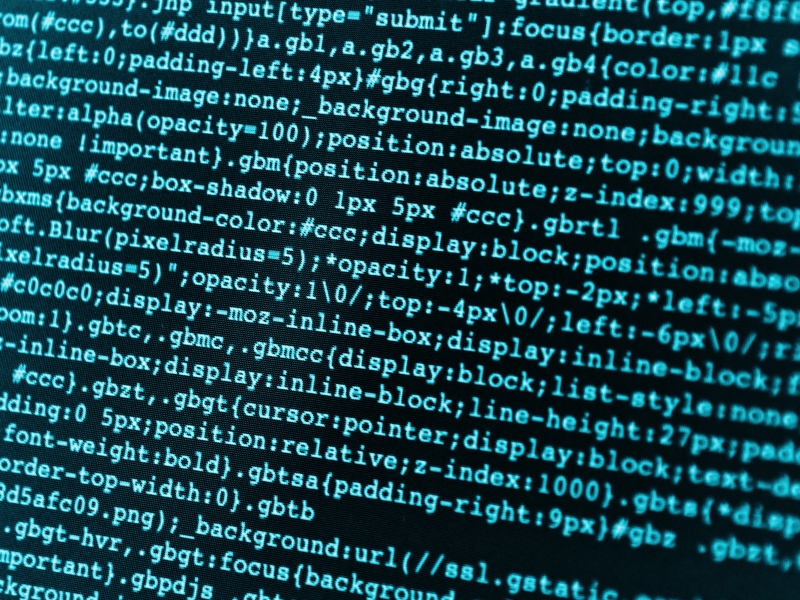 .jhp input[type="submit"]:focus{border:1px s
rom(#ccc),to(#ddd))}a.gb1,a.gb2,a.gb3,a.gb4{color:#11c
bz{left:0;padding-left:4px}#gbg{right:0;padding-right:5
background-image:none;_background-image:none;backgroun
lter:alpha(opacity=100);position:absolute;top:0;width:
:none !important}.gbm{position:absolute;z-index:999;top
px 5px #ccc;box-shadow:0 1px 5px #ccc}.gbrtl .gbm{-moz-
bxms{background-color:#ccc;display:block;position:abso
oft.Blur(pixelradius=5);*opacity:1;*top:-2px;*left:-5p
ixelradius=5)";opacity:1\0/;top:-4px\0/;left:-6px\0/;ri
#c0c0c0;display:-moz-inline-box;display:inline-block;f
oom:1}.gbtc,.gbmc,.gbmcc{display:block;list-style:none
z-inline-box;display:inline-block;line-height:27px;padd
#ccc}.gbzt,.gbgt{cursor:pointer;display:block;text-de
dding:0 5px;position:relative;z-index:1000}.gbts{*disp
font-weight:bold}.gbtsa{padding-right:9px}#gbz .gbzt,
order-top-width:0}.gbtb
3d5afc09.png);_background:url(//ssl.gstatic.
.gbgt-hvr,.gbgt:focus{background
mportant}.gbpdjs